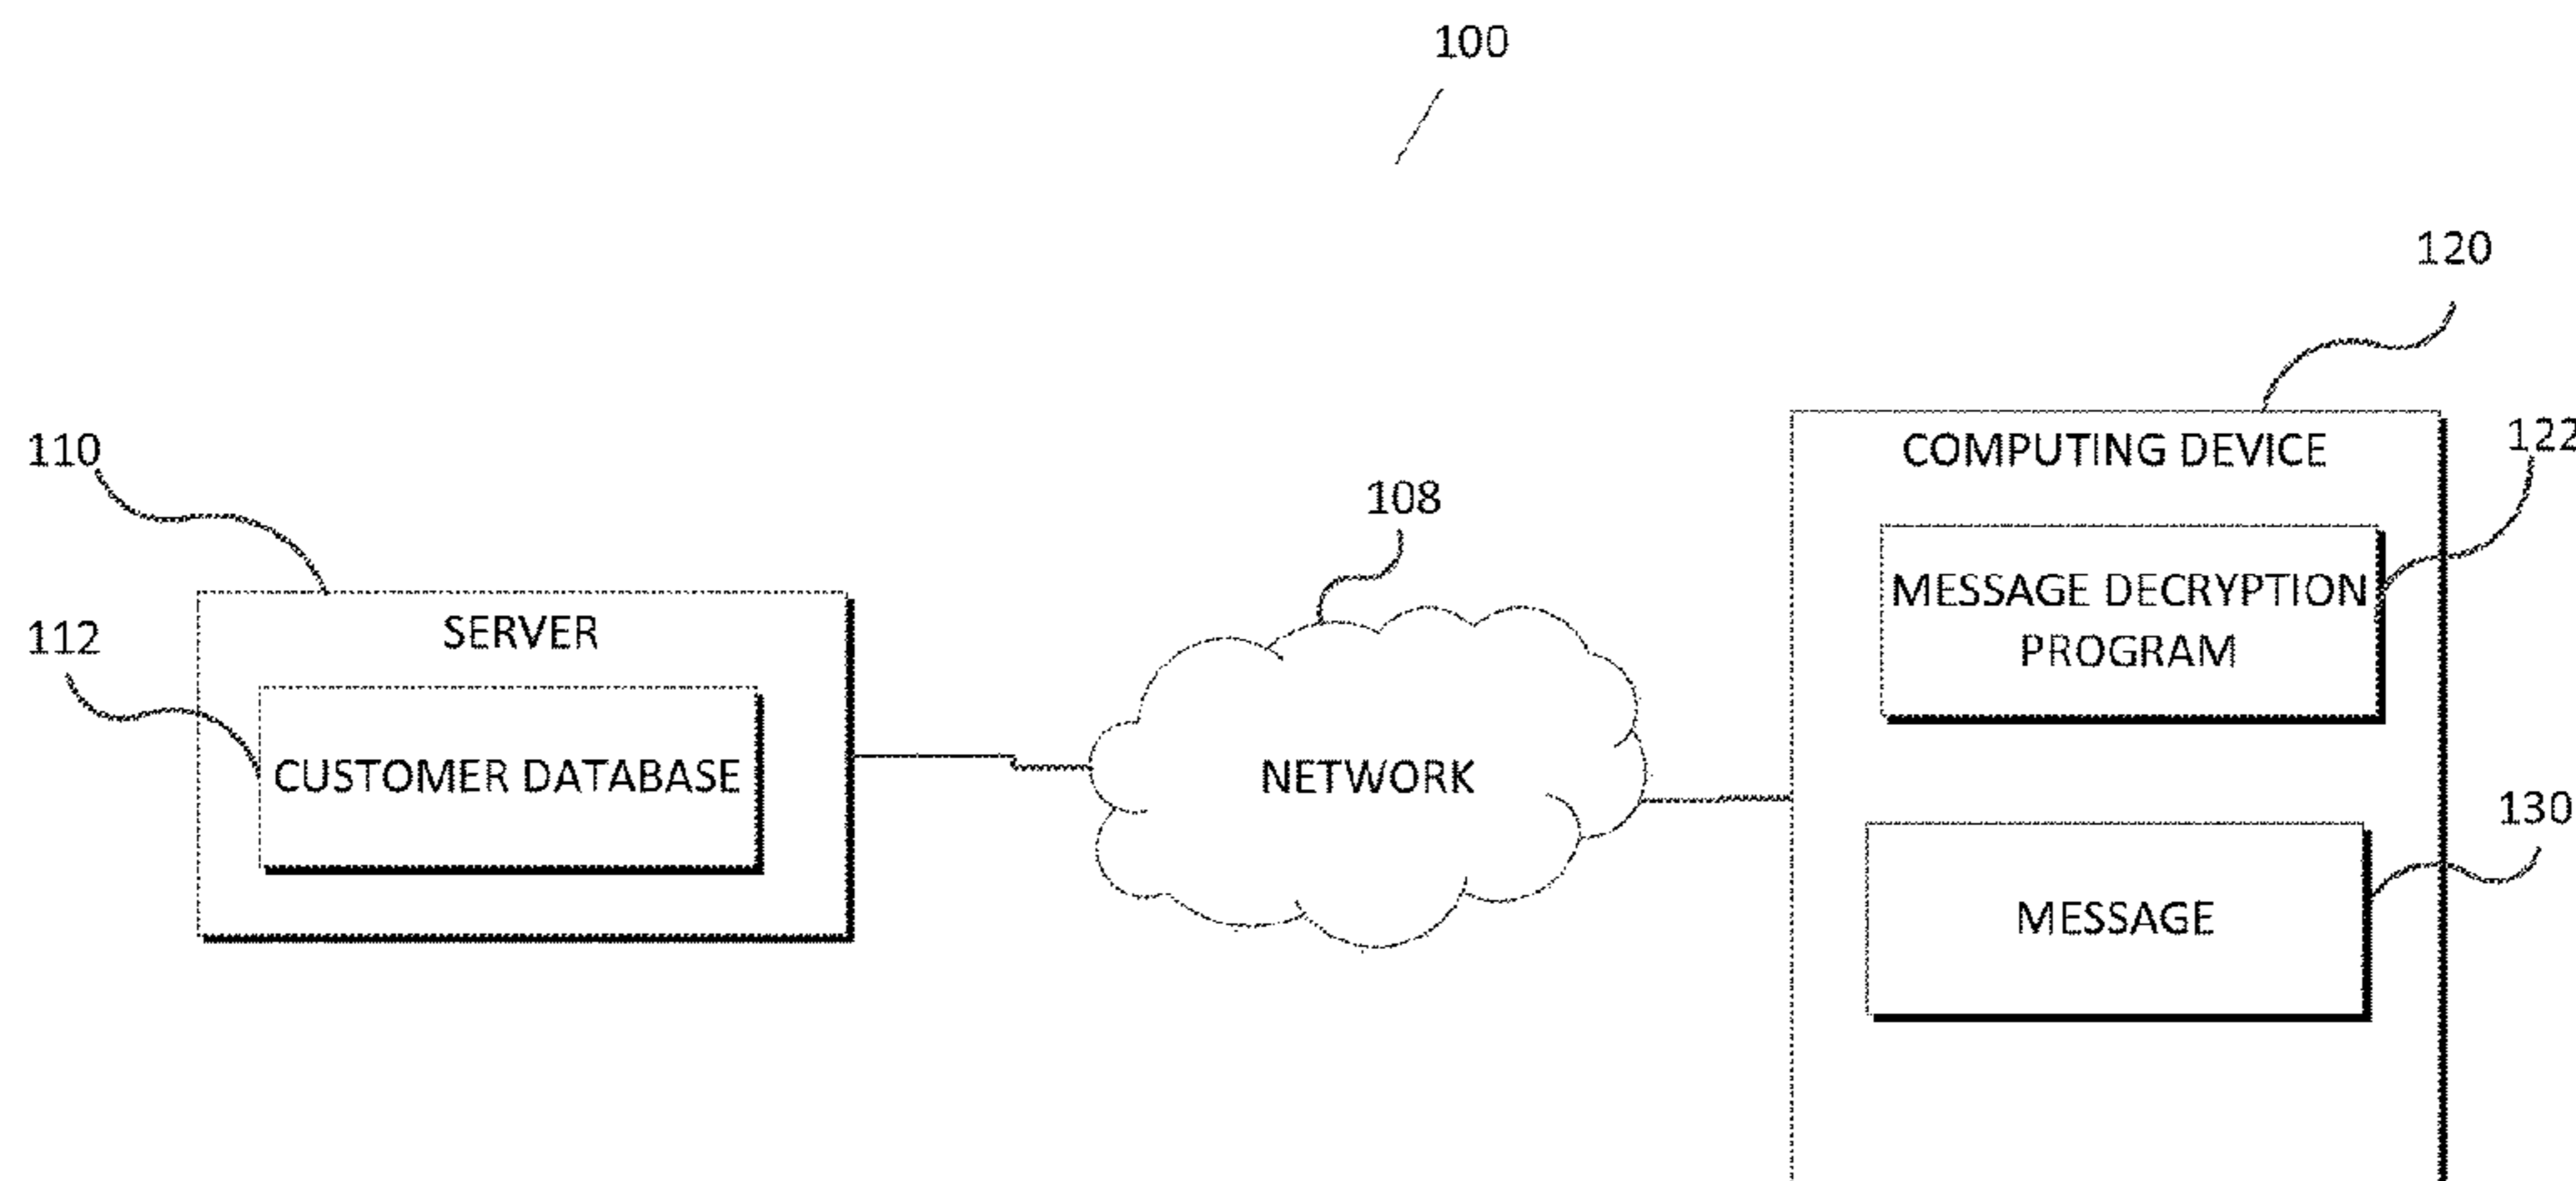 100
120
110
COMPUTING DEVICE
122
108
MESSAGE DECRYPTION
PROGRAM
SERVER
112
CUSTOMER DATABASE
NETWORK
130
MESSAGE